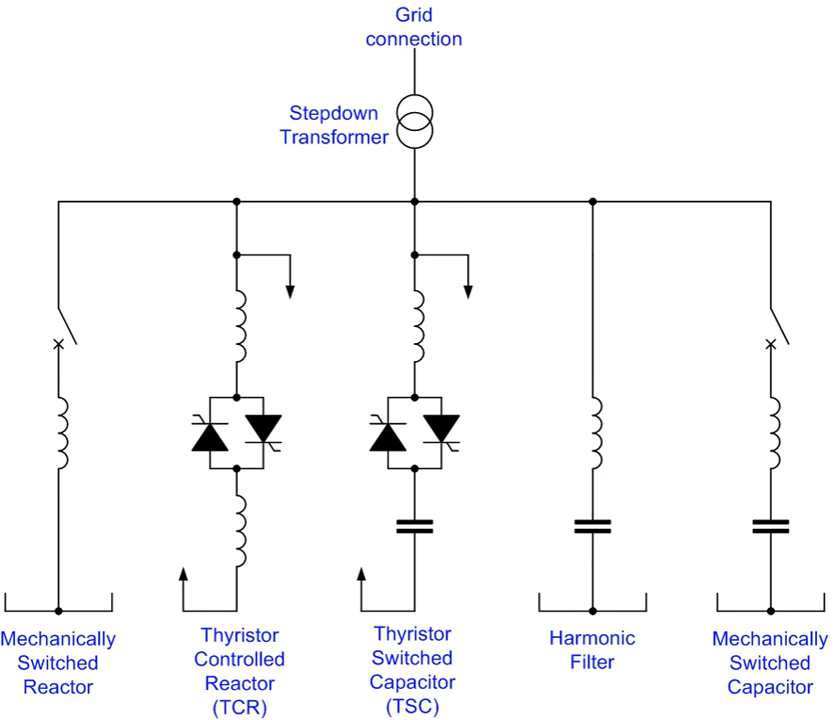 Grid
connection
Stepdown
Transformer
Mechanically
Switched
Reactor
Thyristor
Controlled
Reactor
(TCR)
Thyristor
Switched
Capacitor
(TSC)
Harmonic
Filter
Mechanically
Switched
Capacitor